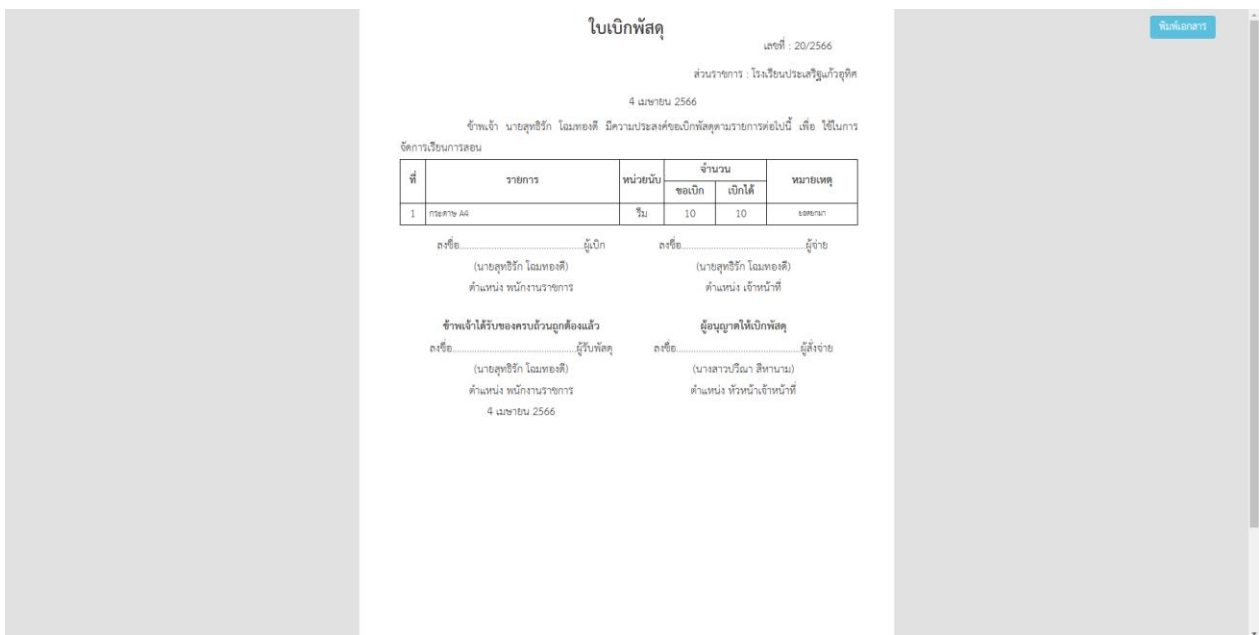 ใบเบิกพัสดุ
พิมพ์เอกสาร
เลขที่ : 20/2566
ส่วนราชการ : โรงเรียนประเสริฐแก้วอุทิศ
4 เมษายน 2566
ข้าพเจ้า นายสุทธิรัก โฉมทองดี มีความประสงค์ขอเบิกพัสดุตามรายการต่อไปนี้ เพื่อ ใช้ในการ
จัดการเรียนการสอน
ที่ รายการ หน่วยนับ จำนวน หมายเหตุ
ขอเบิก เบิกได้
1 กระดาษ A4 รีม 10 10 ยอดยกมา
ลงชื่อ............................................ผู้เบิก ลงชื่อ............................................ผู้จ่าย
(นายสุทธิรัก โฉมทองดี) (นายสุทธิรัก โฉมทองดี)
ตำแหน่ง พนักงานราชการ ตำแหน่ง เจ้าหน้าที่
ข้าพเจ้าได้รับของครบถ้วนถูกต้องแล้ว ผู้อนุญาตให้เบิกพัสดุ
ลงชื่อ............................................ผู้รับพัสดุ ลงชื่อ............................................ผู้สั่งจ่าย
(นายสุทธิรัก โฉมทองดี) (นางสาวปวีณา สีหานาม)
ตำแหน่ง พนักงานราชการ ตำแหน่ง หัวหน้าเจ้าหน้าที่
4 เมษายน 2566